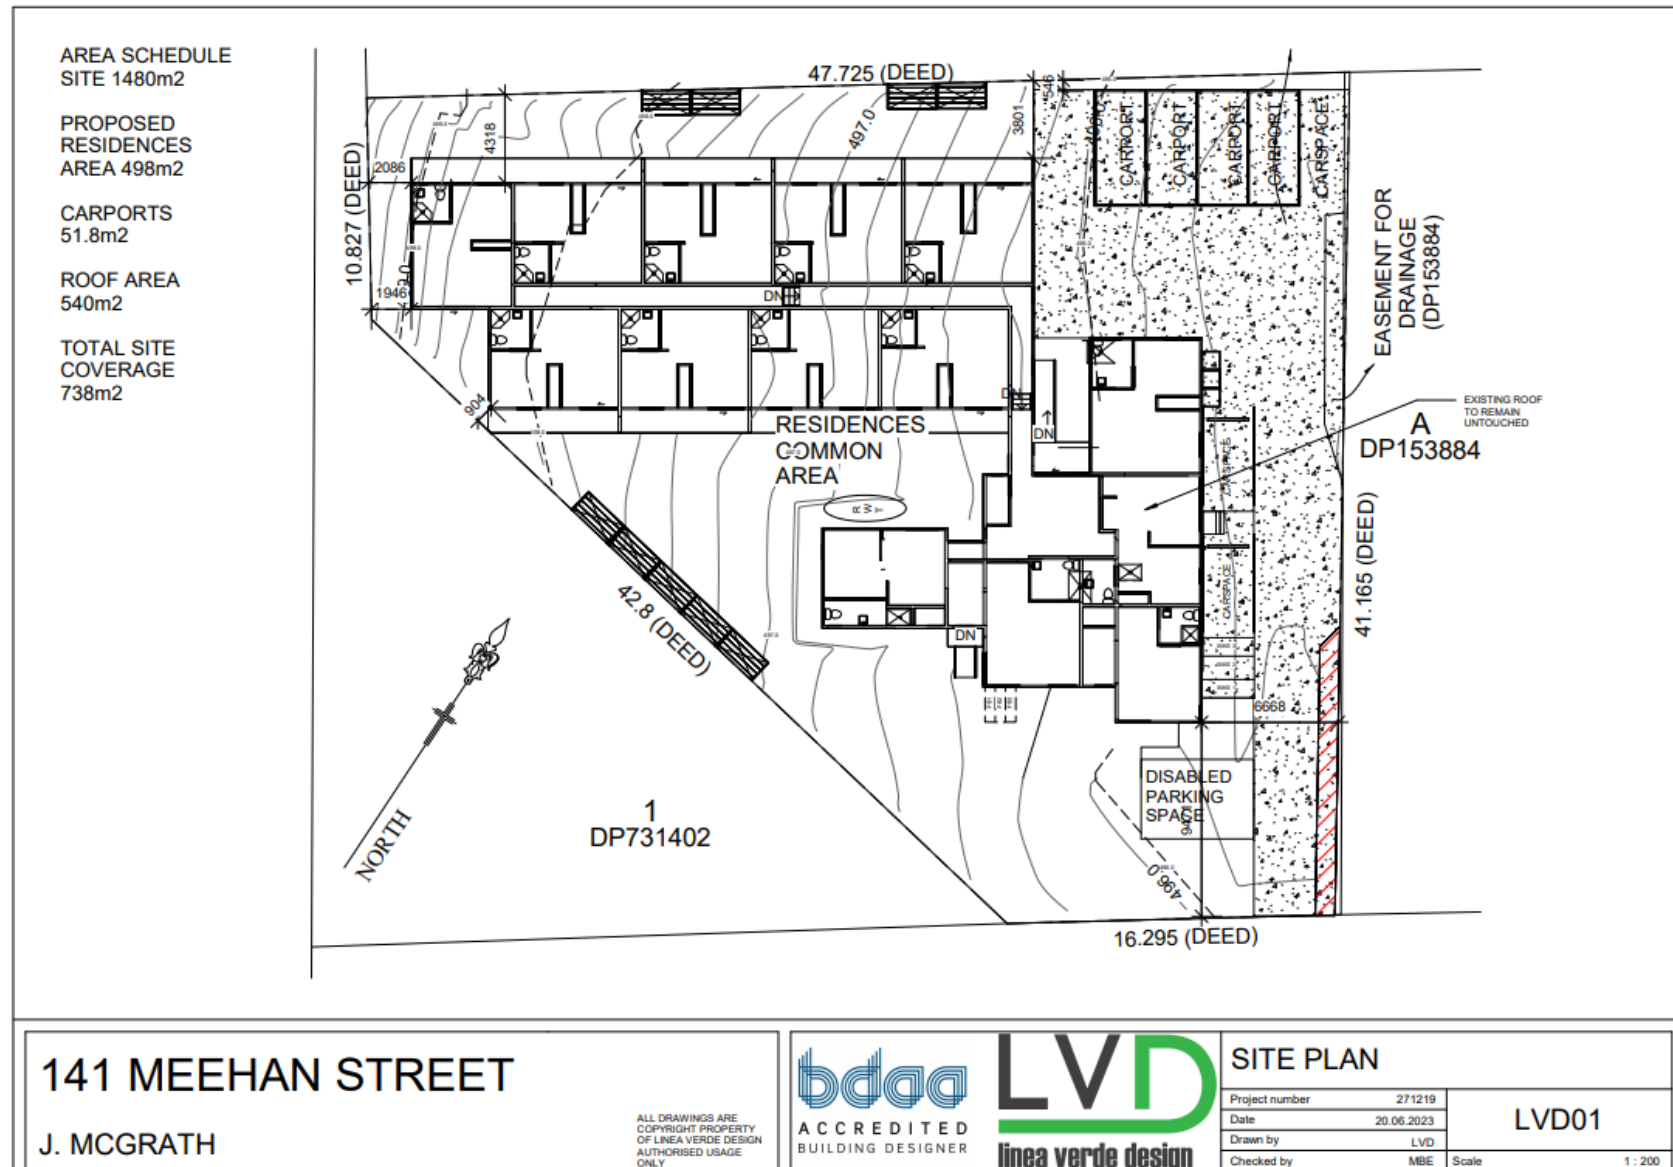 AREA SCHEDULE
SITE 1480m2
PROPOSED
RESIDENCES
AREA 498m2
CARPORTS
51.8m2
ROOF AREA
540m2
TOTAL SITE
COVERAGE
738m2
47.725 (DEED)
10.827 (DEED)
2086
4318
497.0
3801
546
CARPORT
CARPORT
CARPORT
CARPORT
CARSPACE
1946
DN
904
DN
DN
RESIDENCES
COMMON
AREA
RWT
EASEMENT FOR
DRAINAGE
(DP153884)
EXISTING ROOF
TO REMAIN
UNTOUCHED
A
DP153884
CARSPACE
CARSPACE
41.165 (DEED)
42.8 (DEED)
DN
6668
DISABLED
PARKING
SPACE
496.0
16.295 (DEED)
NORTH
1
DP731402
141 MEEHAN STREET
J. MCGRATH
ALL DRAWINGS ARE
COPYRIGHT PROPERTY
OF LINEA VERDE DESIGN
AUTHORISED USAGE
ONLY
bdaa
ACCREDITED
BUILDING DESIGNER
LVD
linea verde design
SITE PLAN
Project number 271219
Date 20.06.2023
Drawn by LVD
Checked by MBE
LVD01
Scale 1 : 200